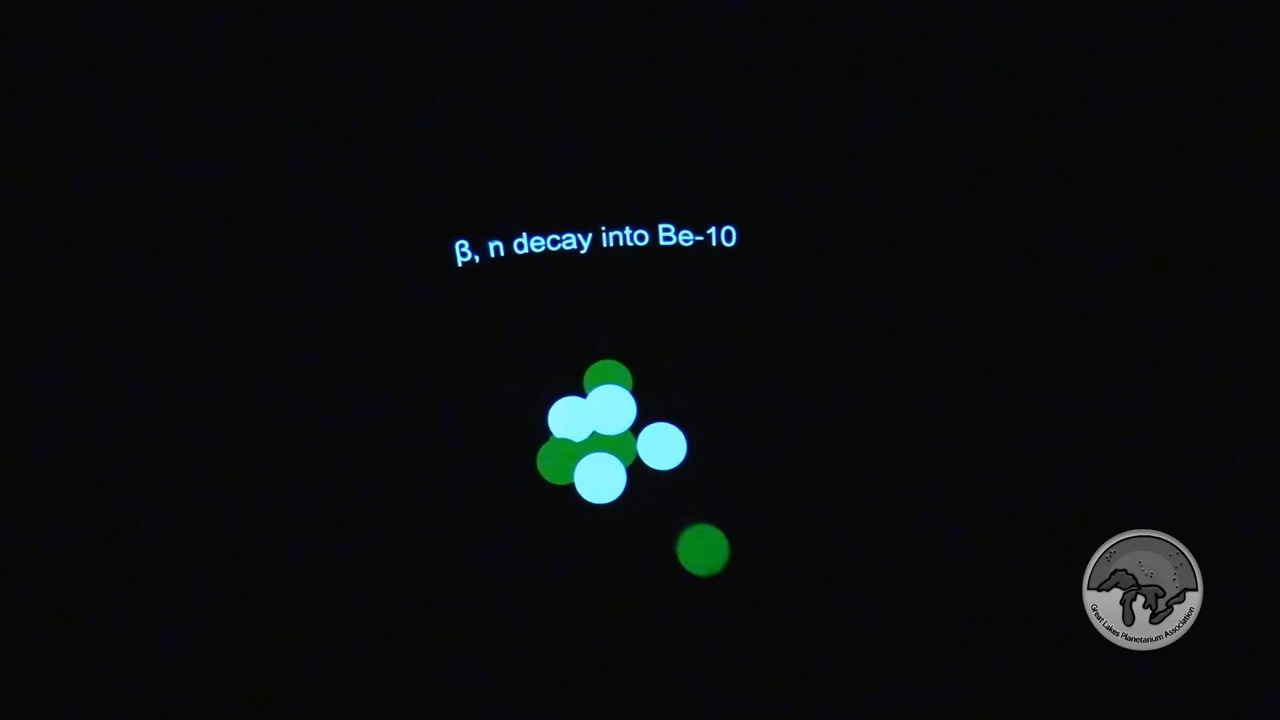 β, n decay into Be-10
Great Lakes Planetarium Association